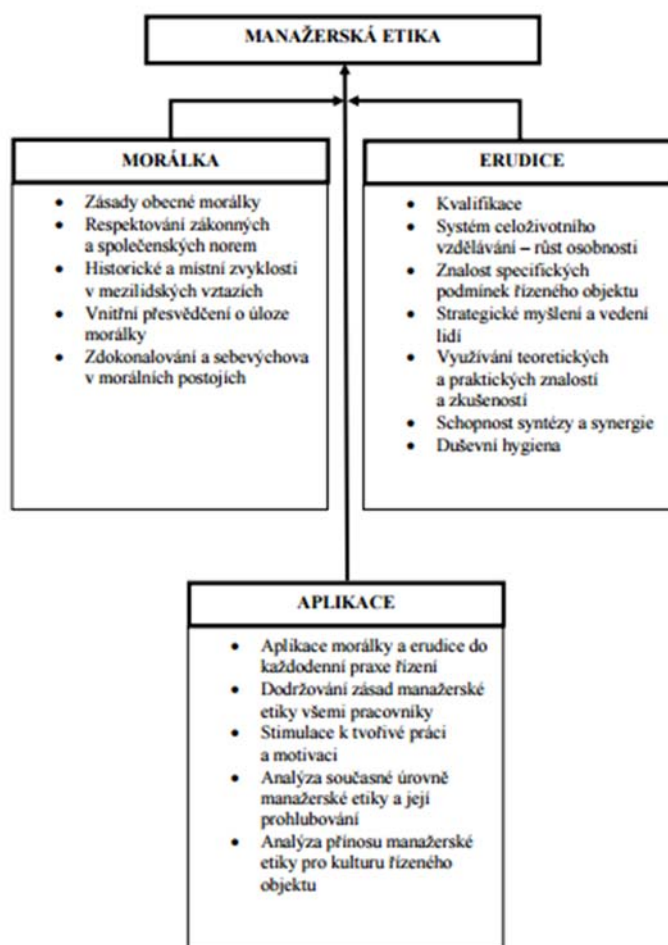 MANAŽERSKÁ ETIKA
MORÁLKA
• Zásady obecné morálky
• Respektování zákonných
a společenských norem
• Historické a místní zvyklosti
v mezilidských vztazích
• Vnitřní přesvědčení o úloze
morálky
• Zdokonalování a sebevýchova
v morálních postojích
ERUDICE
• Kvalifikace
• Systém celoživotního
vzdělávání – růst osobnosti
• Znalost specifických
podmínek řízeného objektu
• Strategické myšlení a vedení
lidí
• Využívání teoretických
a praktických znalostí
a zkušeností
• Schopnost syntézy a synergie
• Duševní hygiena
APLIKACE
• Aplikace morálky a erudice do
každodenní praxe řízení
• Dodržování zásad manažerské
etiky všemi pracovníky
• Stimulace k tvořivé práci
a motivaci
• Analýza současné úrovně
manažerské etiky a její
prohlubování
• Analýza přínosu manažerské
etiky pro kulturu řízeného
objektu